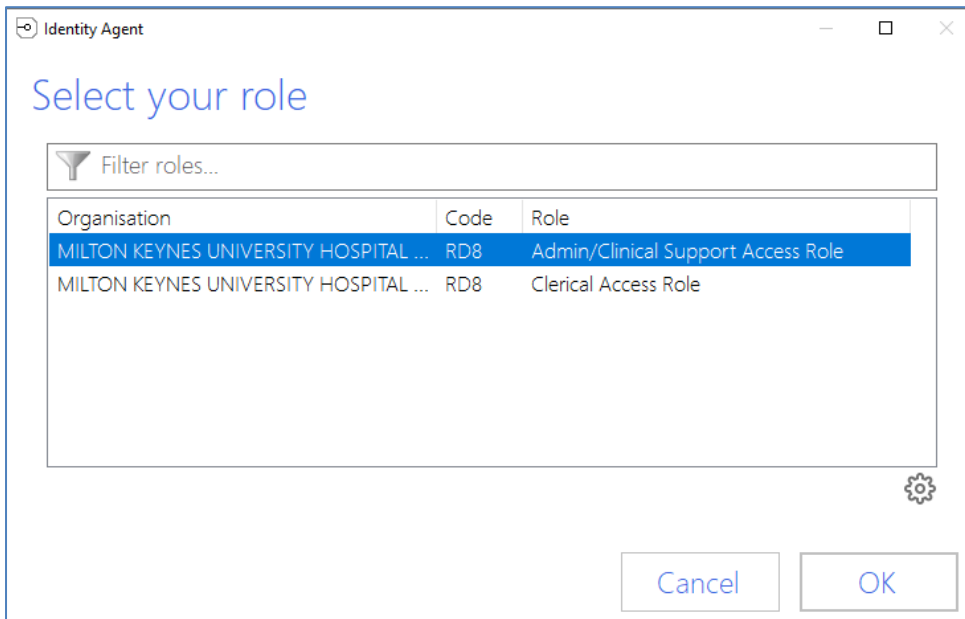 Identity Agent
Select your role
Filter roles...
Organisation Code Role
MILTON KEYNES UNIVERSITY HOSPITAL ... RD8 Admin/Clinical Support Access Role
MILTON KEYNES UNIVERSITY HOSPITAL ... RD8 Clerical Access Role
Cancel OK